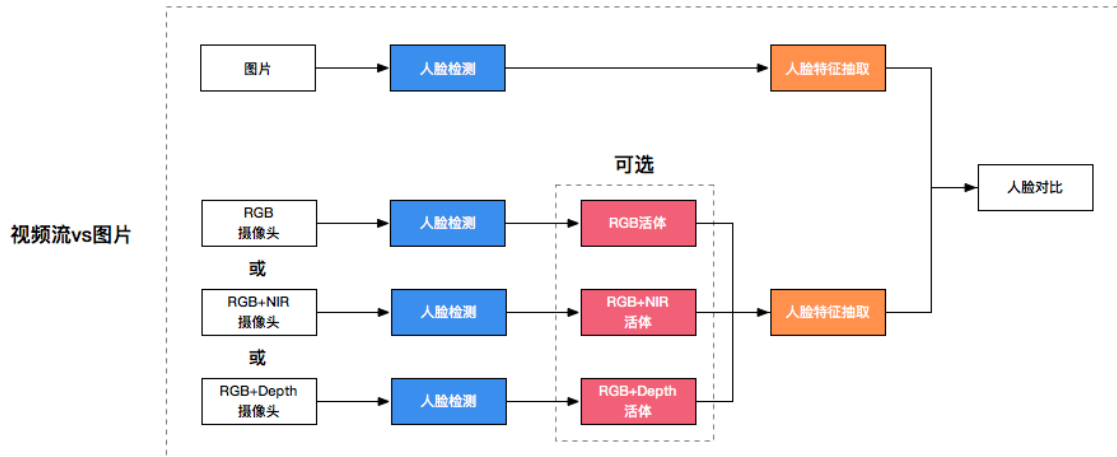 图片
人脸检测
人脸特征抽取
可选
人脸对比
视频流vs图片
RGB
摄像头
人脸检测
RGB活体
或
RGB+NIR
摄像头
人脸检测
RGB+NIR
活体
人脸特征抽取
或
RGB+Depth
摄像头
人脸检测
RGB+Depth
活体